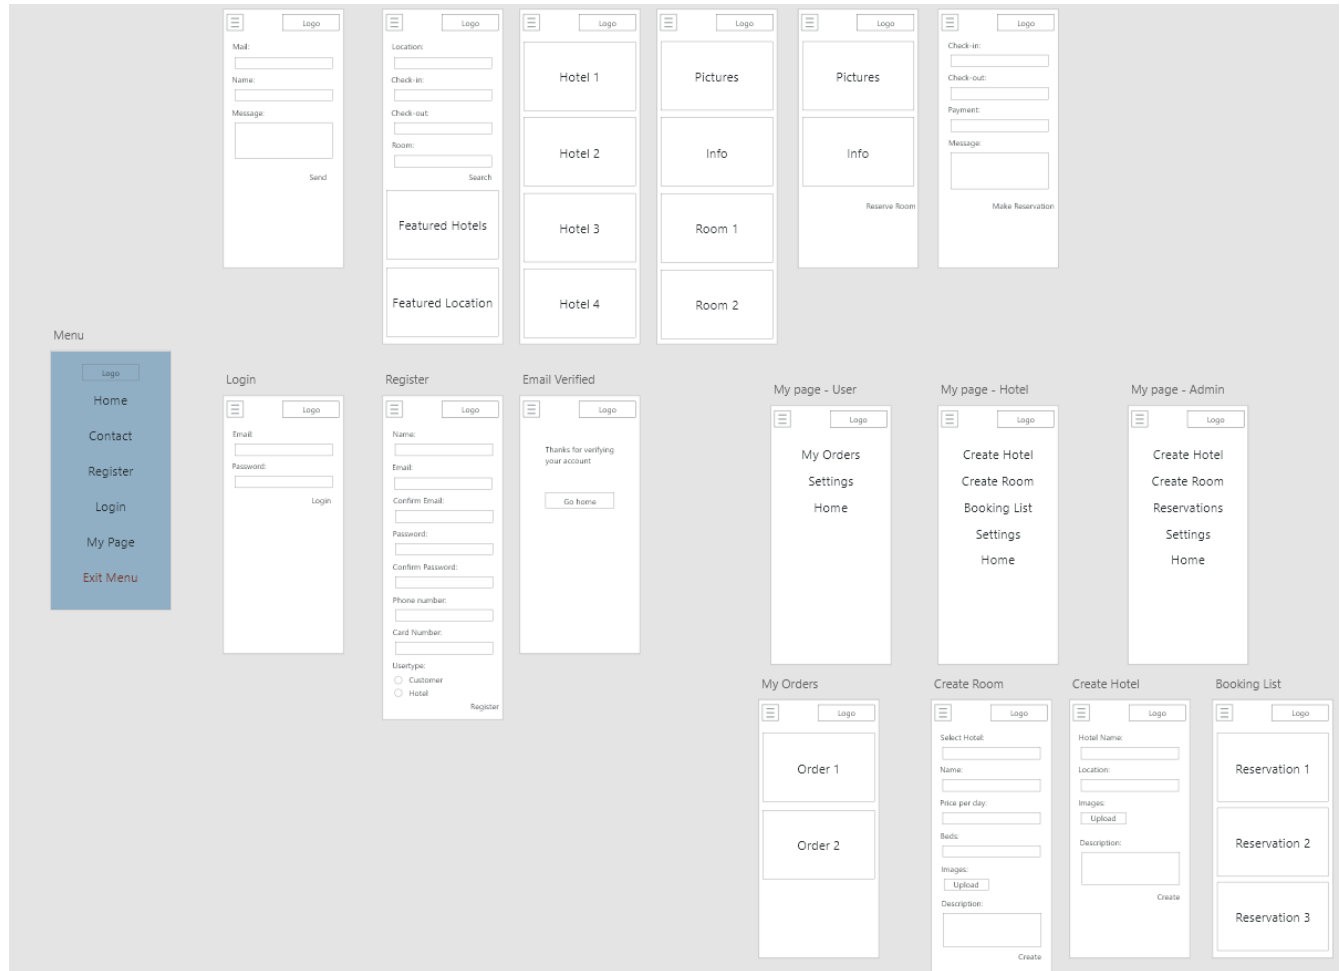 Logo
Mail:
Name:
Message:
Send
Logo
Location:
Check-in:
Check-out:
Room:
Search
Featured Hotels
Featured Location
Logo
Hotel 1
Hotel 2
Hotel 3
Hotel 4
Logo
Pictures
Info
Room 1
Room 2
Logo
Pictures
Info
Reserve Room
Logo
Check-in:
Check-out:
Payment:
Message:
Make Reservation
Menu
Logo
Home
Contact
Register
Login
My Page
Exit Menu
Login
Logo
Email:
Password:
Login
Register
Logo
Name:
Email:
Confirm Email:
Password:
Confirm Password:
Phone number:
Card Number:
Usertype:
Customer
Hotel
Register
Email Verified
Logo
Thanks for verifying
your account
Go home
My page - User
Logo
My Orders
Settings
Home
My page - Hotel
Logo
Create Hotel
Create Room
Booking List
Settings
Home
My page - Admin
Logo
Create Hotel
Create Room
Reservations
Settings
Home
My Orders
Logo
Order 1
Order 2
Create Room
Logo
Select Hotel:
Name:
Price per day:
Beds:
Images:
Upload
Description:
Create
Create Hotel
Logo
Hotel Name:
Location:
Images:
Upload
Description:
Create
Booking List
Logo
Reservation 1
Reservation 2
Reservation 3